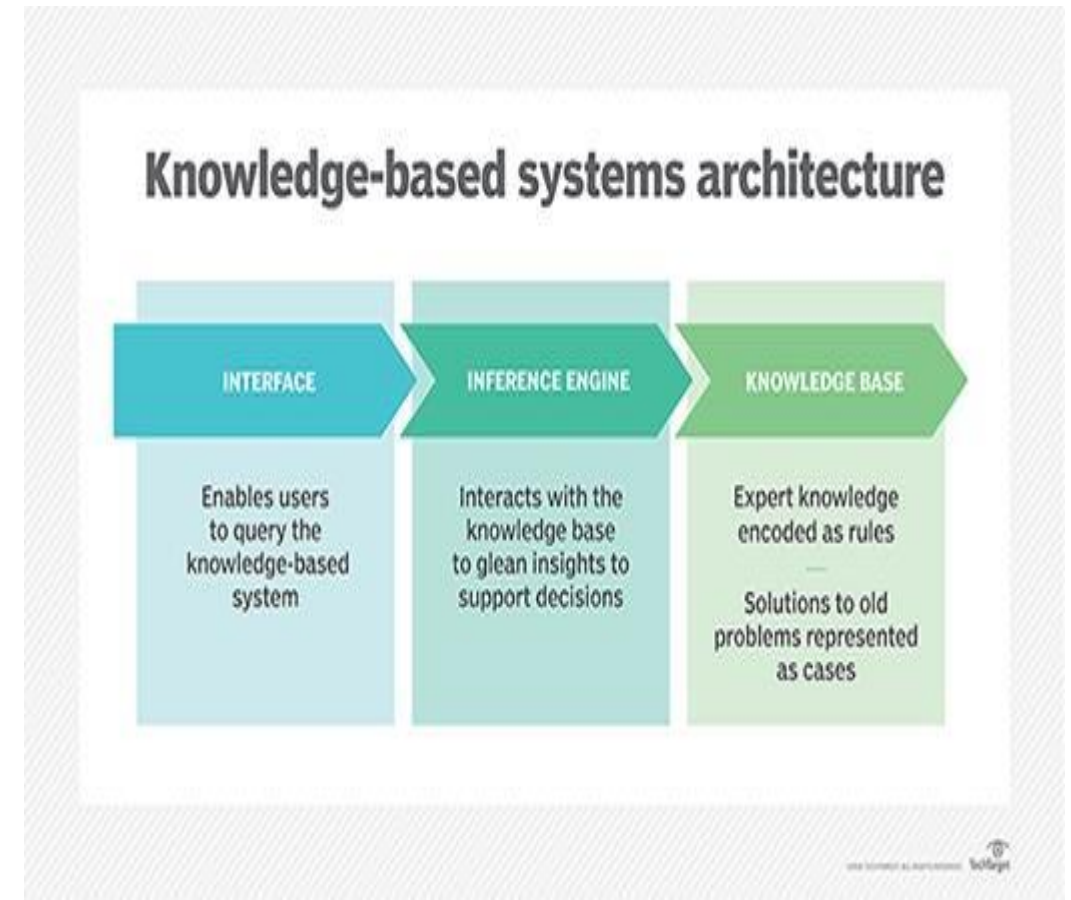 Knowledge-based systems architecture
INTERFACE
Enables users
to query the
knowledge-based
system
INFERENCE ENGINE
Interacts with the
knowledge base
to glean insights to
support decisions
KNOWLEDGE BASE
Expert knowledge
encoded as rules
Solutions to old
problems represented
as cases
TechTarget